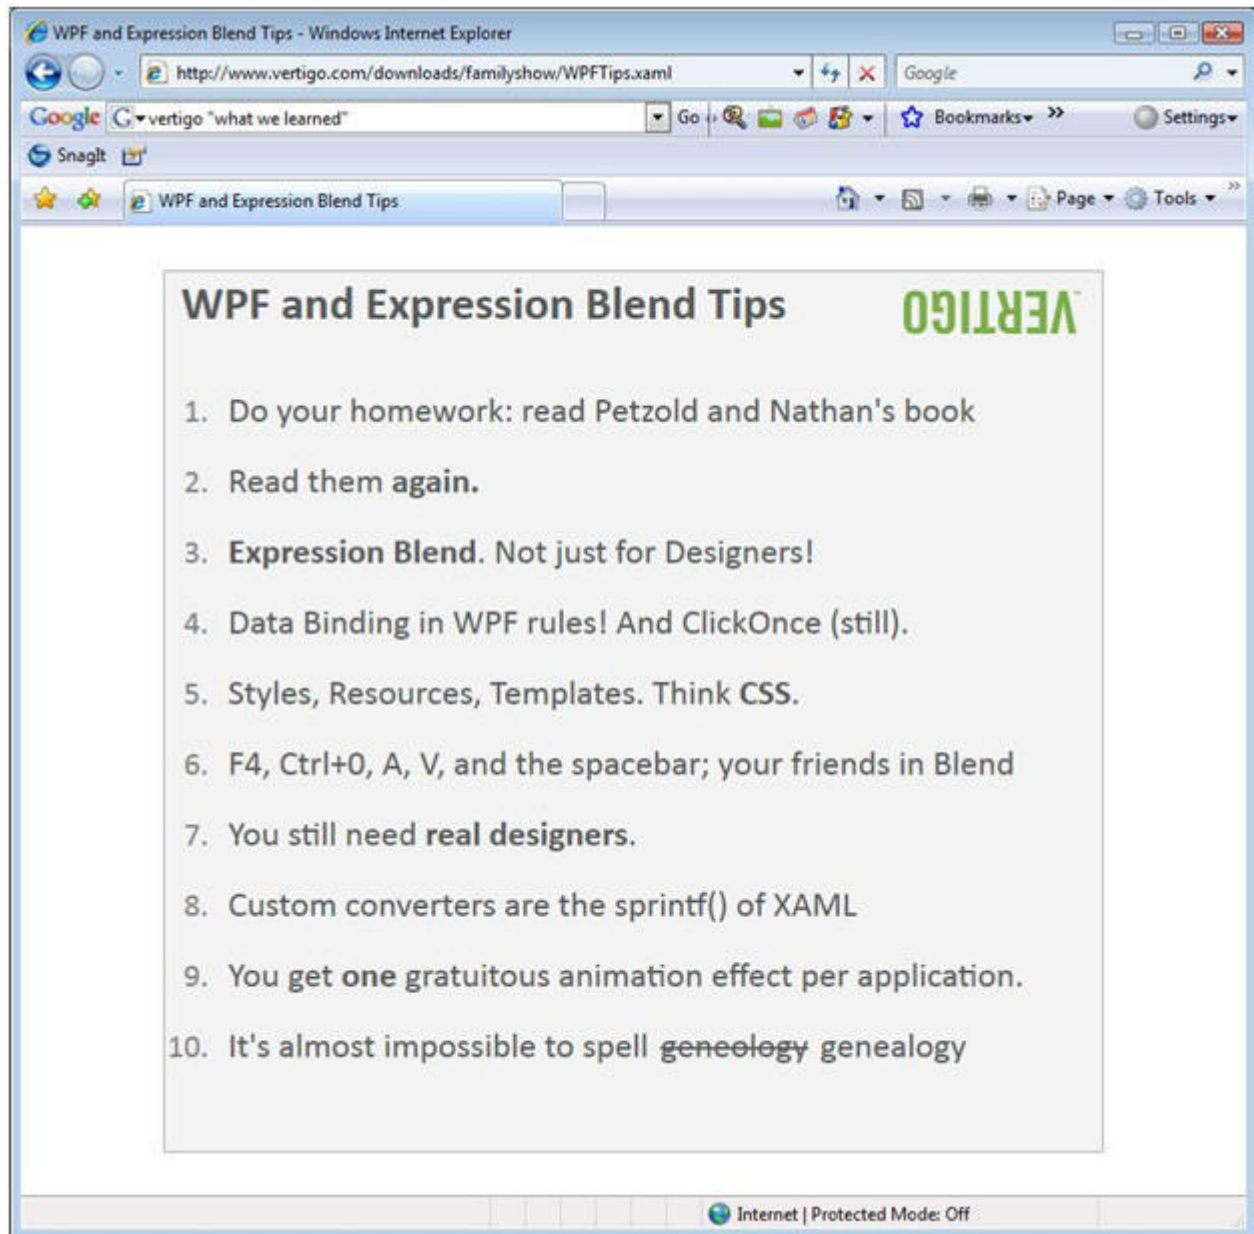 WPF and Expression Blend Tips - Windows Internet Explorer
http://www.vertigo.com/downloads/familyshow/WPFTips.xaml
Google
Google G vertigo "what we learned" Go Bookmarks Settings
SnagIt
WPF and Expression Blend Tips Page Tools
WPF and Expression Blend Tips
VERTIGO
1. Do your homework: read Petzold and Nathan's book
2. Read them again.
3. Expression Blend. Not just for Designers!
4. Data Binding in WPF rules! And ClickOnce (still).
5. Styles, Resources, Templates. Think CSS.
6. F4, Ctrl+0, A, V, and the spacebar; your friends in Blend
7. You still need real designers.
8. Custom converters are the sprintf() of XAML
9. You get one gratuitous animation effect per application.
10. It's almost impossible to spell geneology genealogy
Internet | Protected Mode: Off